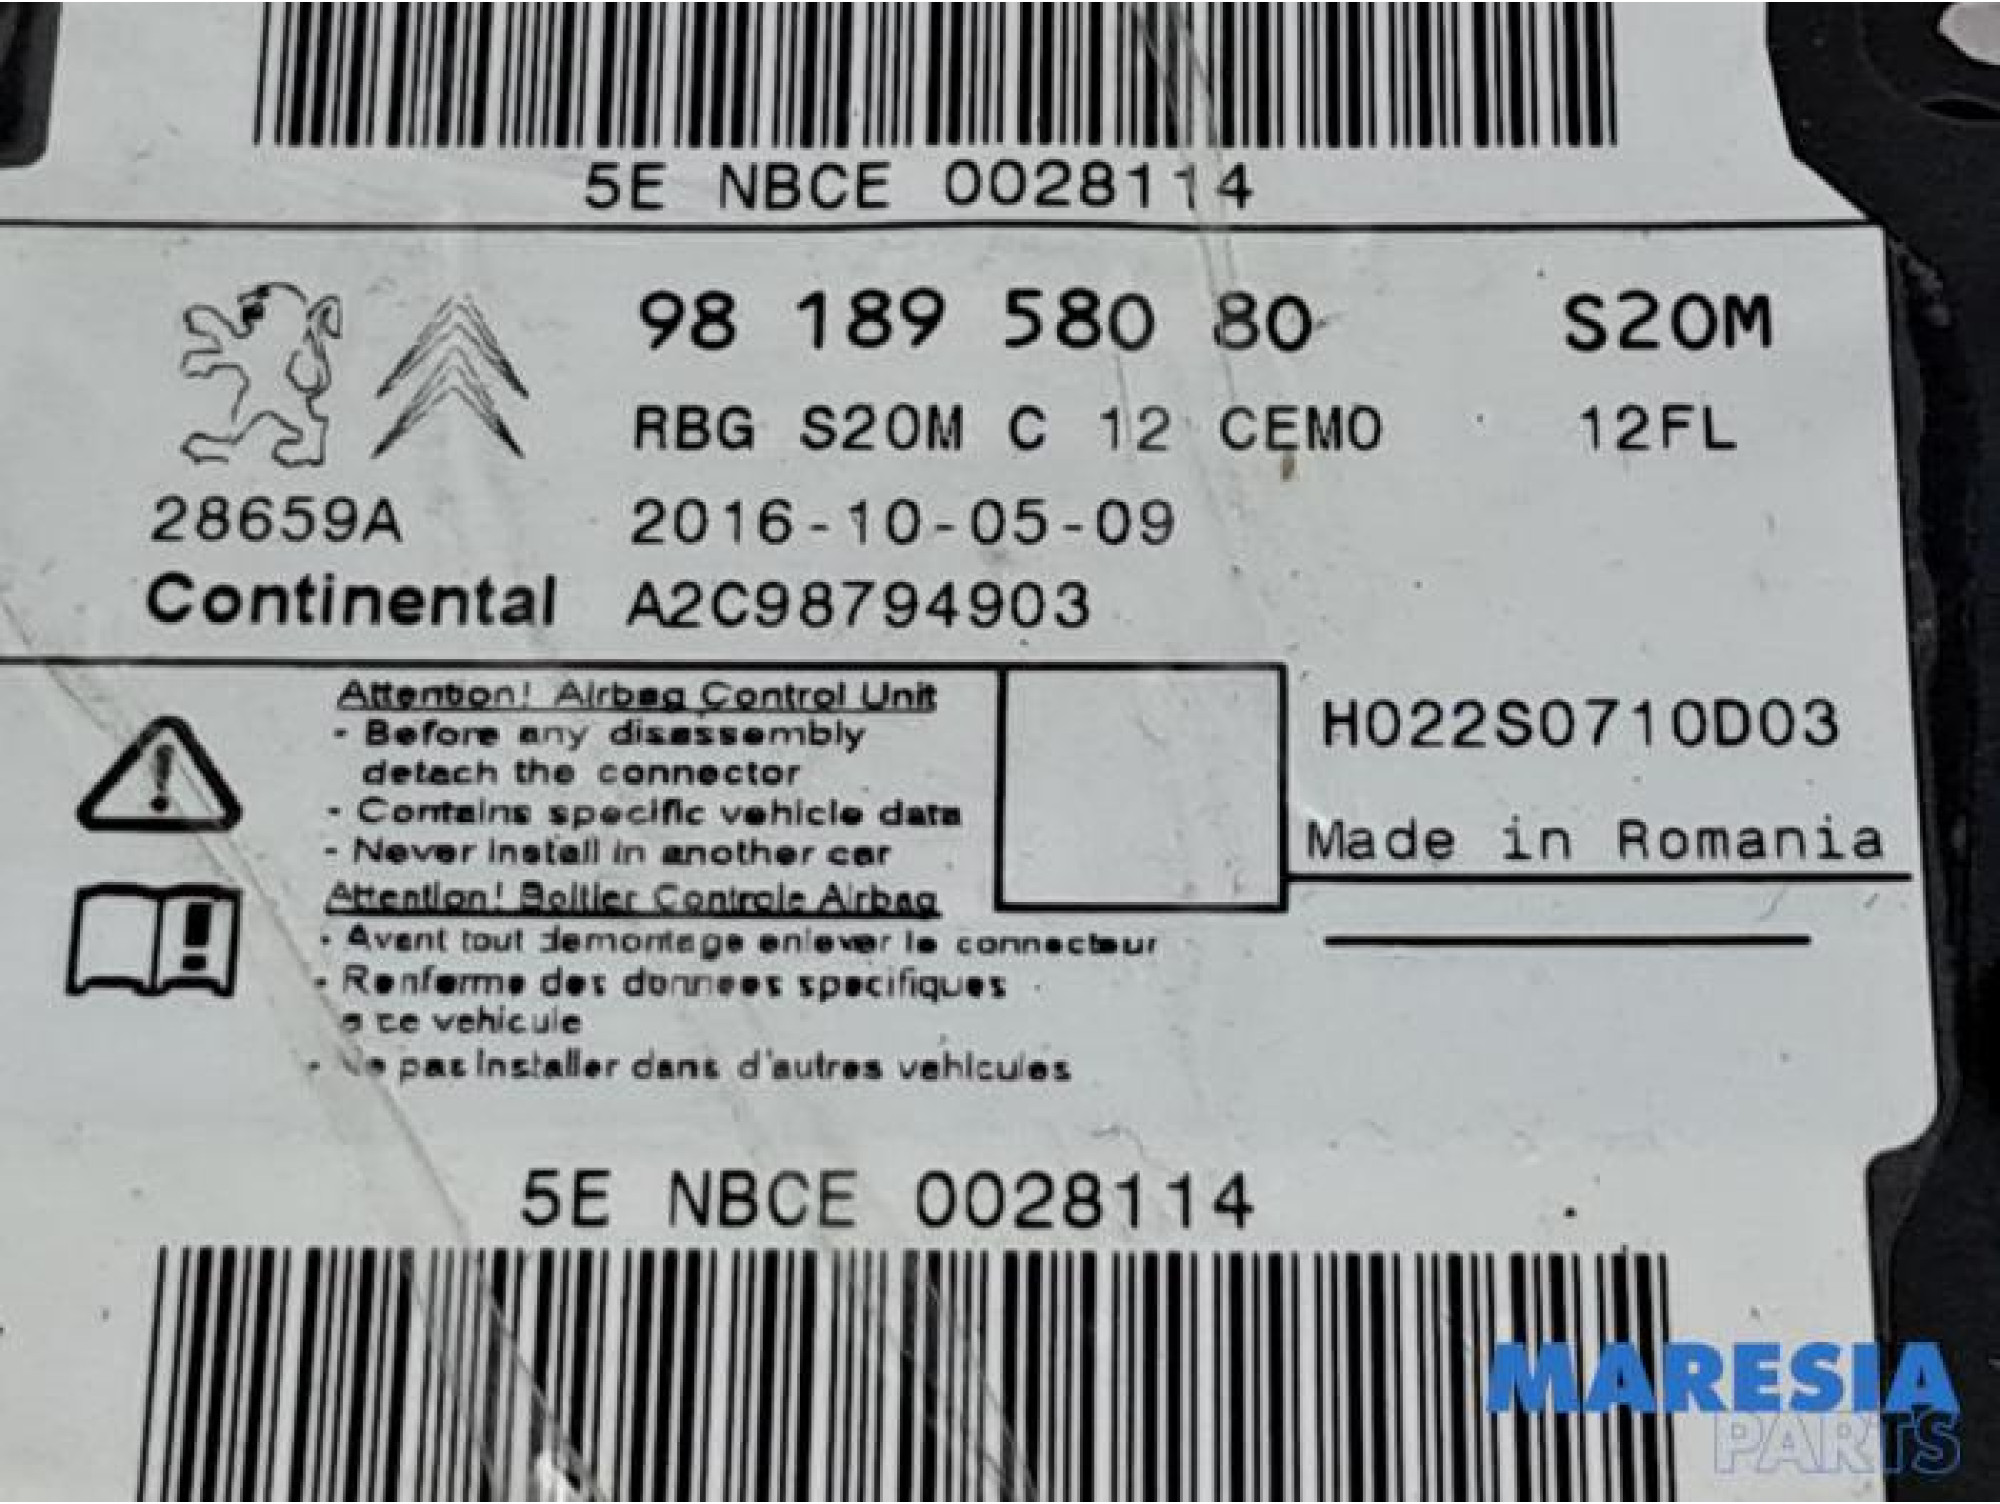 5E NBCE 0028114
98 189 580 80 S20M
RBG S20M C 12 CEMO 12FL
28659A 2016-10-05-09
Continental A2C98794903
Attention! Airbag Control Unit
- Before any disassembly
detach the connector
- Contains specific vehicle data
- Never install in another car
H022S0710D03
Made in Romania
Attention! Boîtier Controle Airbag
- Avant tout demontage enlever le connecteur
- Renferme des donnees specifiques
a ce vehicule
- Ne pas installer dans d'autres vehicules
5E NBCE 0028114
MARESIA
PARTS